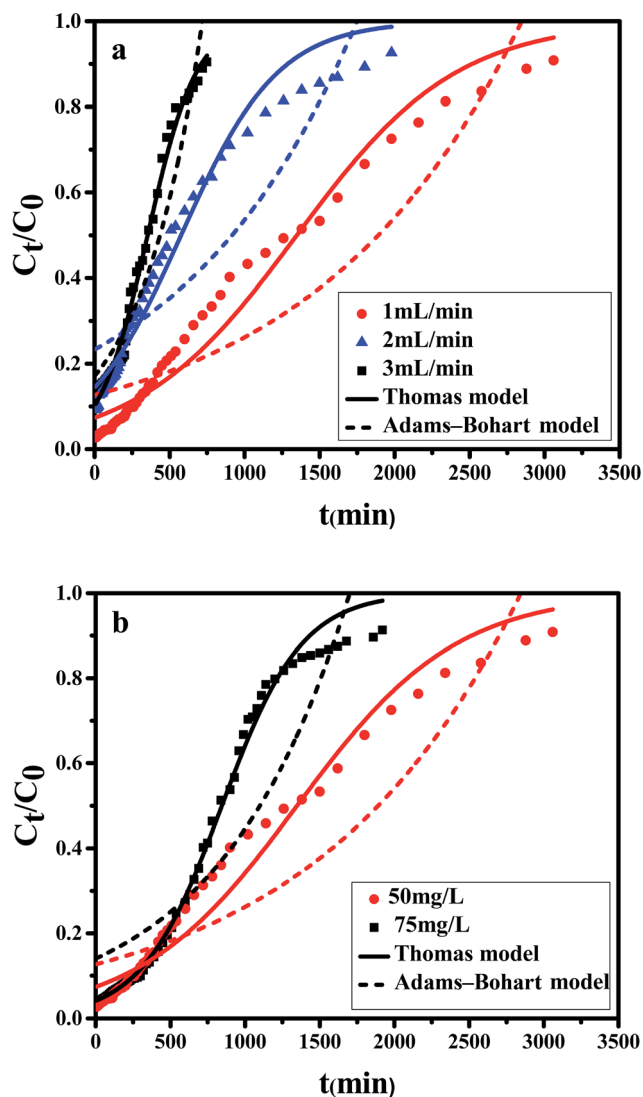 a
1.0
0.8
0.6
0.4
0.2
0.0
Ct/C0
0 500 1000 1500 2000 2500 3000 3500
t(min)
1mL/min
2mL/min
3mL/min
Thomas model
Adams–Bohart model
b
1.0
0.8
0.6
0.4
0.2
0.0
Ct/C0
0 500 1000 1500 2000 2500 3000 3500
t(min)
50mg/L
75mg/L
Thomas model
Adams–Bohart model